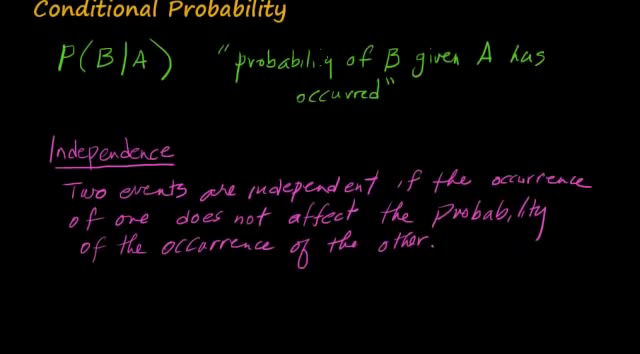 Conditional Probability
P(B|A) "probability of B given A has
occurred"
Independence
Two events are independent if the occurrence
of one does not affect the probability
of the occurrence of the other.